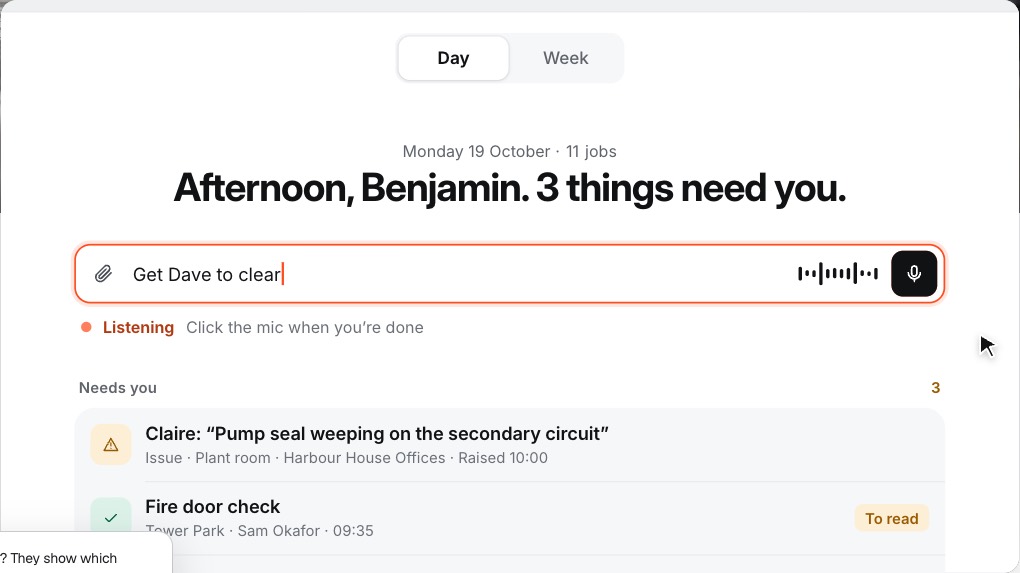 Day
Week
Monday 19 October · 11 jobs
Afternoon, Benjamin. 3 things need you.
Get Dave to clear
Listening Click the mic when you’re done
Needs you
3
Claire: “Pump seal weeping on the secondary circuit”
Issue · Plant room · Harbour House Offices · Raised 10:00
Fire door check
Tower Park · Sam Okafor · 09:35
To read
? They show which